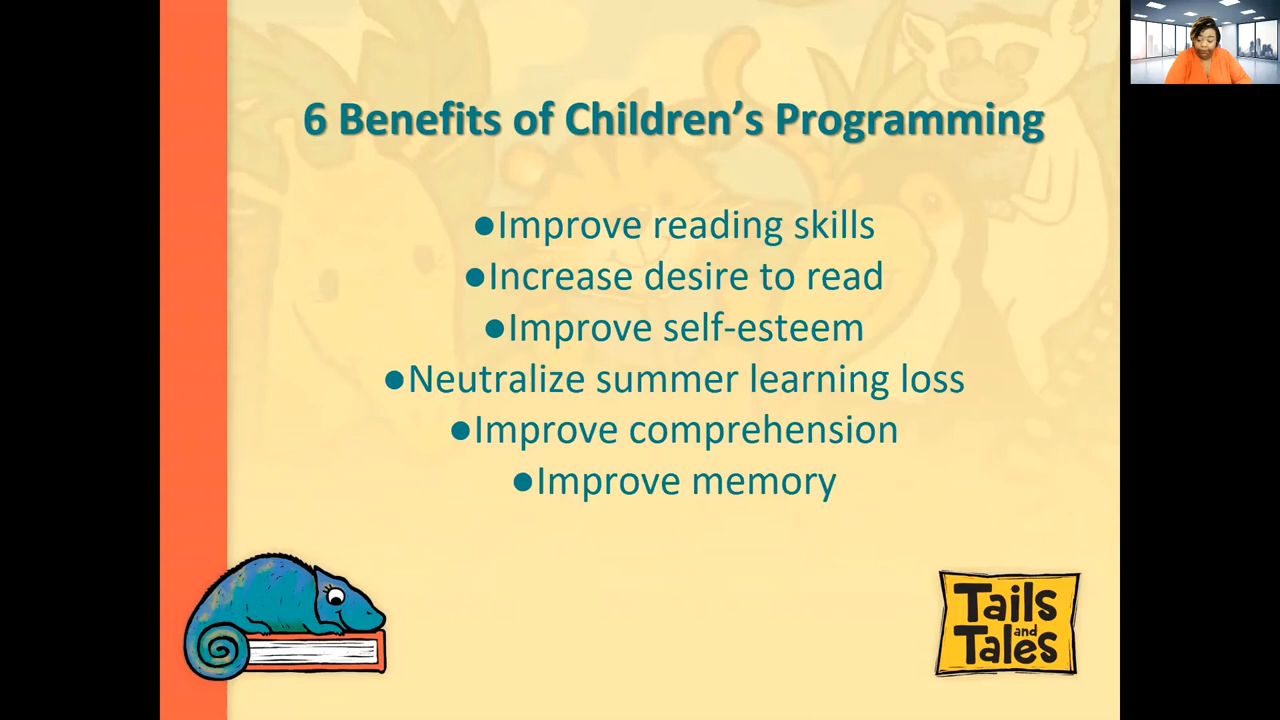 6 Benefits of Children’s Programming
●Improve reading skills
●Increase desire to read
●Improve self-esteem
●Neutralize summer learning loss
●Improve comprehension
●Improve memory
Tails
and
Tales